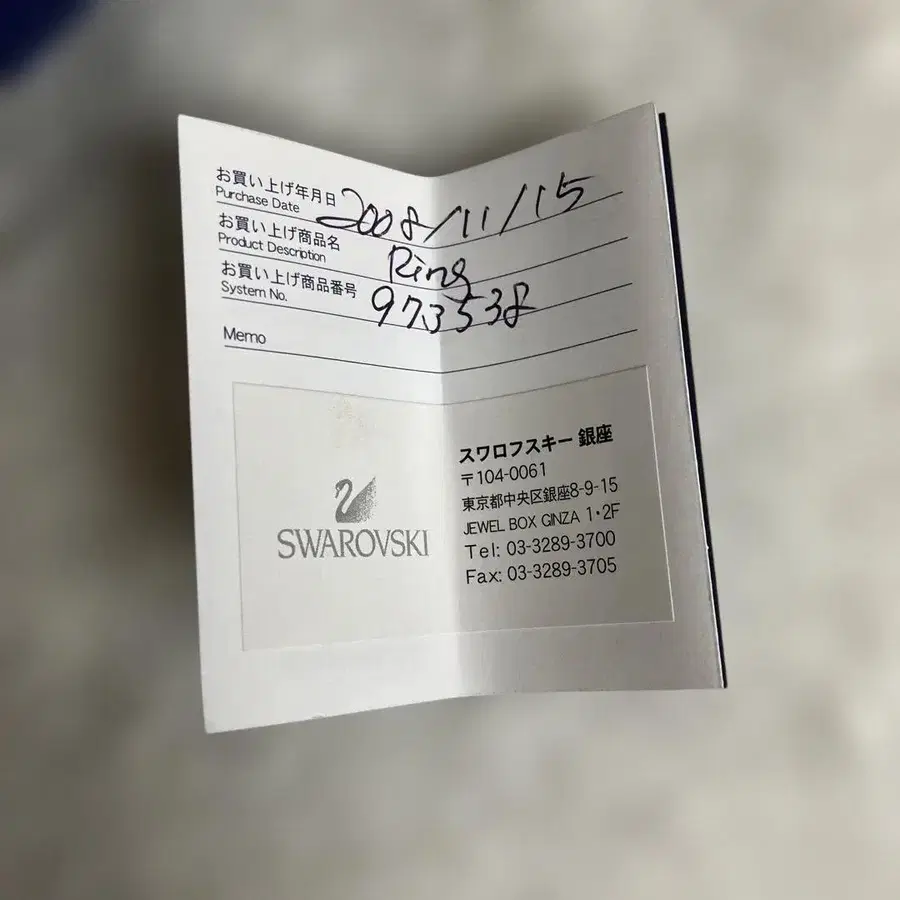 お買い上げ年月日
Purchase Date 2008/11/15
お買い上げ商品名
Product Description Ring
お買い上げ商品番号
System No. 973538
Memo
SWAROVSKI
スワロフスキー 銀座
〒104-0061
東京都中央区銀座8-9-15
JEWEL BOX GINZA 1・2F
Tel: 03-3289-3700
Fax: 03-3289-3705